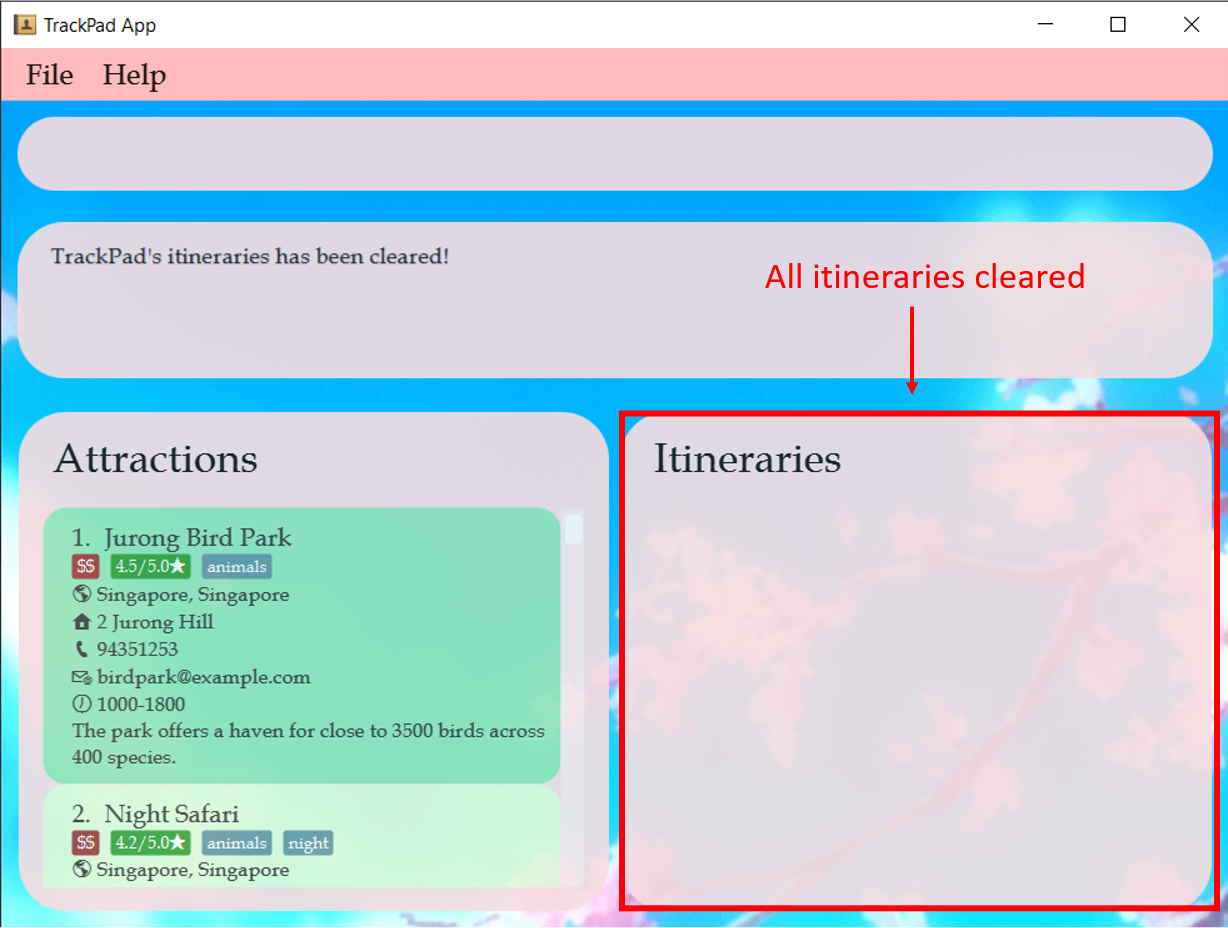 TrackPad App
File Help
TrackPad's itineraries has been cleared!
All itineraries cleared
Attractions
1. Jurong Bird Park
$$ 4.5/5.0★ animals
Singapore, Singapore
2 Jurong Hill
94351253
birdpark@example.com
1000-1800
The park offers a haven for close to 3500 birds across
400 species.
2. Night Safari
$$ 4.2/5.0★ animals night
Singapore, Singapore
Itineraries